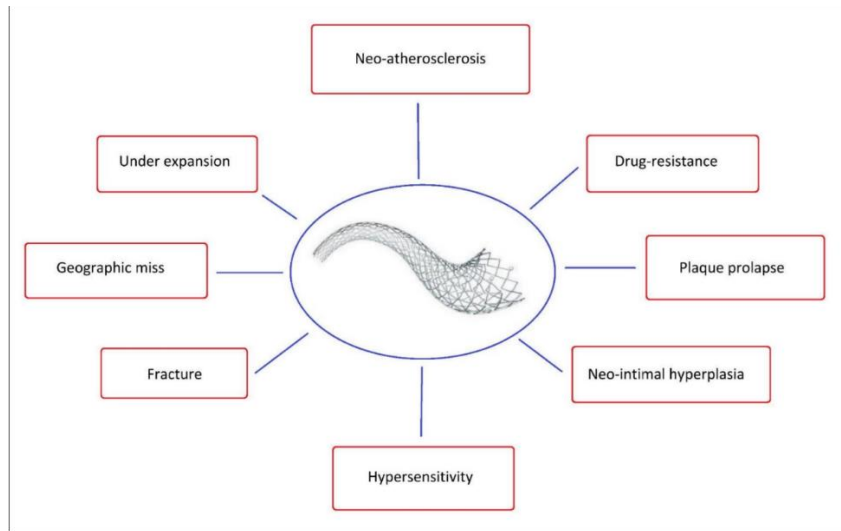 Neo-atherosclerosis
Under expansion
Drug-resistance
Geographic miss
Plaque prolapse
Fracture
Neo-intimal hyperplasia
Hypersensitivity